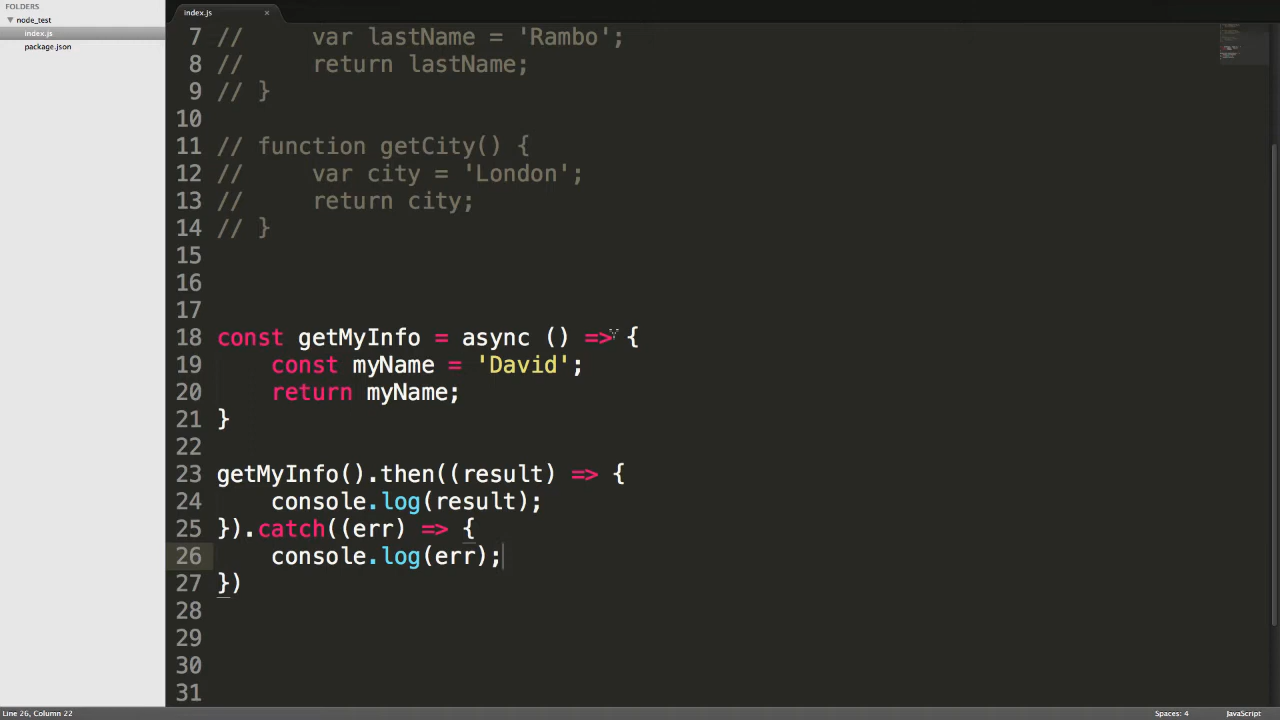 FOLDERS
node_test
index.js
package.json
index.js ×
7 //     var lastName = 'Rambo';
8 //     return lastName;
9 // }
10
11 // function getCity() {
12 //     var city = 'London';
13 //     return city;
14 // }
15
16
17
18 const getMyInfo = async () => {
19     const myName = 'David';
20     return myName;
21 }
22
23 getMyInfo().then((result) => {
24     console.log(result);
25 }).catch((err) => {
26     console.log(err);
27 })
28
29
30
31
Line 26, Column 22 Spaces: 4 JavaScript